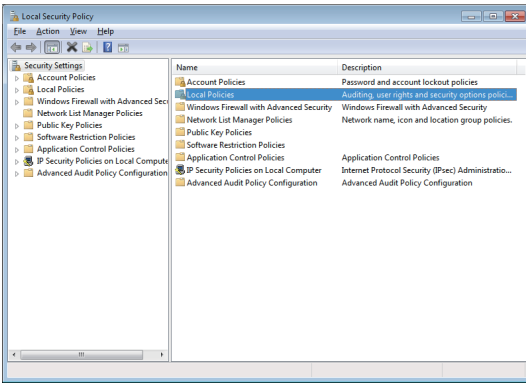 Local Security Policy
File Action View Help
Security Settings
Account Policies
Local Policies
Windows Firewall with Advanced Secu
Network List Manager Policies
Public Key Policies
Software Restriction Policies
Application Control Policies
IP Security Policies on Local Compute
Advanced Audit Policy Configuration
Name Description
Account Policies Password and account lockout policies
Local Policies Auditing, user rights and security options polici...
Windows Firewall with Advanced Security Windows Firewall with Advanced Security
Network List Manager Policies Network name, icon and location group policies.
Public Key Policies
Software Restriction Policies
Application Control Policies Application Control Policies
IP Security Policies on Local Computer Internet Protocol Security (IPsec) Administratio...
Advanced Audit Policy Configuration Advanced Audit Policy Configuration